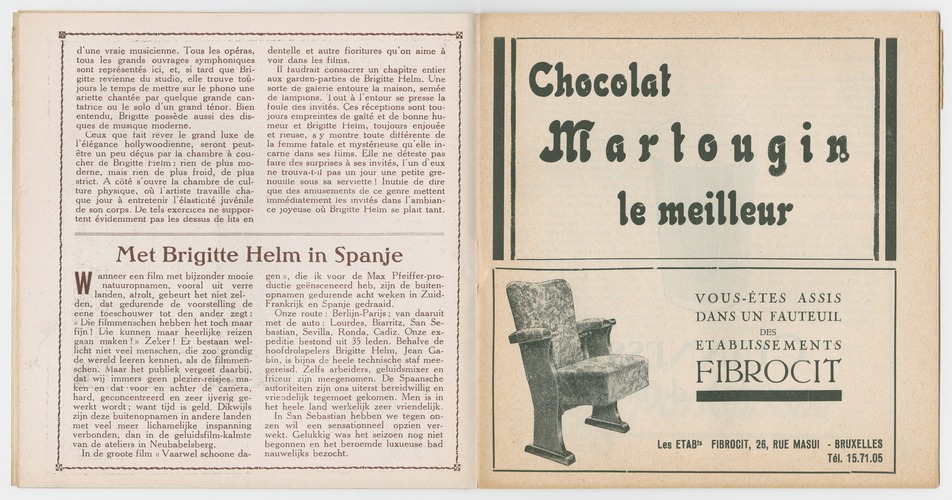 d'une vraie musicienne. Tous les opéras,
tous les grands ouvrages symphoniques
sont représentés ici, et, si tard que Bri-
gitte revienne du studio, elle trouve tou-
jours le temps de mettre sur le phono une
ariette chantée par quelque grande can-
tatrice ou le solo d'un grand ténor. Bien
entendu, Brigitte possède aussi des dis-
ques de musique moderne.
Ceux que fait rêver le grand luxe de
l'élégance hollywoodienne, seront peut-
être un peu déçus par la chambre à cou-
cher de Brigitte Helm : rien de plus mo-
derne, mais rien de plus froid, de plus
strict. A côté s'ouvre la chambre de cul-
ture physique, où l'artiste travaille cha-
que jour à entretenir l'élasticité juvénile
de son corps. De tels exercices ne suppor-
tent évidemment pas les dessus de lits en
dentelle et autre fioritures qu'on aime à
voir dans les films.
Il faudrait consacrer un chapitre entier
aux garden-parties de Brigitte Helm. Une
sorte de galerie entoure la maison, semée
de lampions. Tout à l'entour se presse la
foule des invités. Ces réceptions sont tou-
jours empreintes de gaîté et de bonne hu-
meur et Brigitte Helm, toujours enjouée
et rieuse, s'y montre toute différente de
la femme fatale et mystérieuse qu'elle in-
carne dans ses films. Elle ne déteste pas
faire des surprises à ses invités, l'un d'eux
ne trouva-t-il pas un jour une petite gre-
nouille sous sa serviette ! Inutile de dire
que des amusements de ce genre mettent
immédiatement les invités dans l'ambian-
ce joyeuse où Brigitte Helm se plait tant.
Met Brigitte Helm in Spanje
Wanneer een film met bijzonder mooie
natuuropnamen, vooral uit verre
landen, afrolt, gebeurt het niet zel-
den, dat gedurende de voorstelling de
eene toeschouwer tot den ander zegt :
« Die filmmenschen hebben het toch maar
fijn ! Die kunnen maar heerlijke reizen
gaan maken ! » Zeker ! Er bestaan wel-
licht niet veel menschen, die zoo grondig
de wereld leeren kennen, als de filmmen-
schen. Maar het publiek vergeet daarbij,
dat wij immers geen plezier-reisjes ma-
ken en dat voor en achter de camera,
hard, geconcentreerd en zeer ijverig ge-
werkt wordt ; want tijd is geld. Dikwijls
zijn deze buitenopnamen in andere landen
met veel meer lichamelijke inspanning
verbonden, dan in de geluidsfilm-kalmte
van de ateliers in Neubabelsberg.
In de groote film « Vaarwel schoone da-
gen », die ik voor de Max Pfeiffer-pro-
ductie geënsceneerd heb, zijn de buiten-
opnamen gedurende acht weken in Zuid-
Frankrijk en Spanje gedraaid.
Onze route : Berlijn-Parijs ; van daaruit
met de auto : Lourdes, Biarritz, San Se-
bastian, Sevilla, Ronda, Cadiz. Onze ex-
peditie bestond uit 35 leden. Behalve de
hoofdrolspelers Brigitte Helm, Jean Ga-
bin, is bijna de heele technische staf mee-
gereisd. Zelfs arbeiders, geluidsmixer en
friceur zijn meegenomen. De Spaansche
autoriteiten zijn ons uiterst bereidwillig en
vriendelijk tegemoet gekomen. Men is in
het heele land werkelijk zeer vriendelijk.
In San Sebastian hebben we tegen on-
zen wil een sensationneel opzien ver-
wekt. Gelukkig was het seizoen nog niet
begonnen en het beroemde luxueuse bad
nauwelijks bezocht.
Chocolat
Martougin
le meilleur
VOUS-ÊTES ASSIS
DANS UN FAUTEUIL
DES
ETABLISSEMENTS
FIBROCIT
Les ETABts FIBROCIT, 26, RUE MASUI - BRUXELLES
Tél. 15.71.05